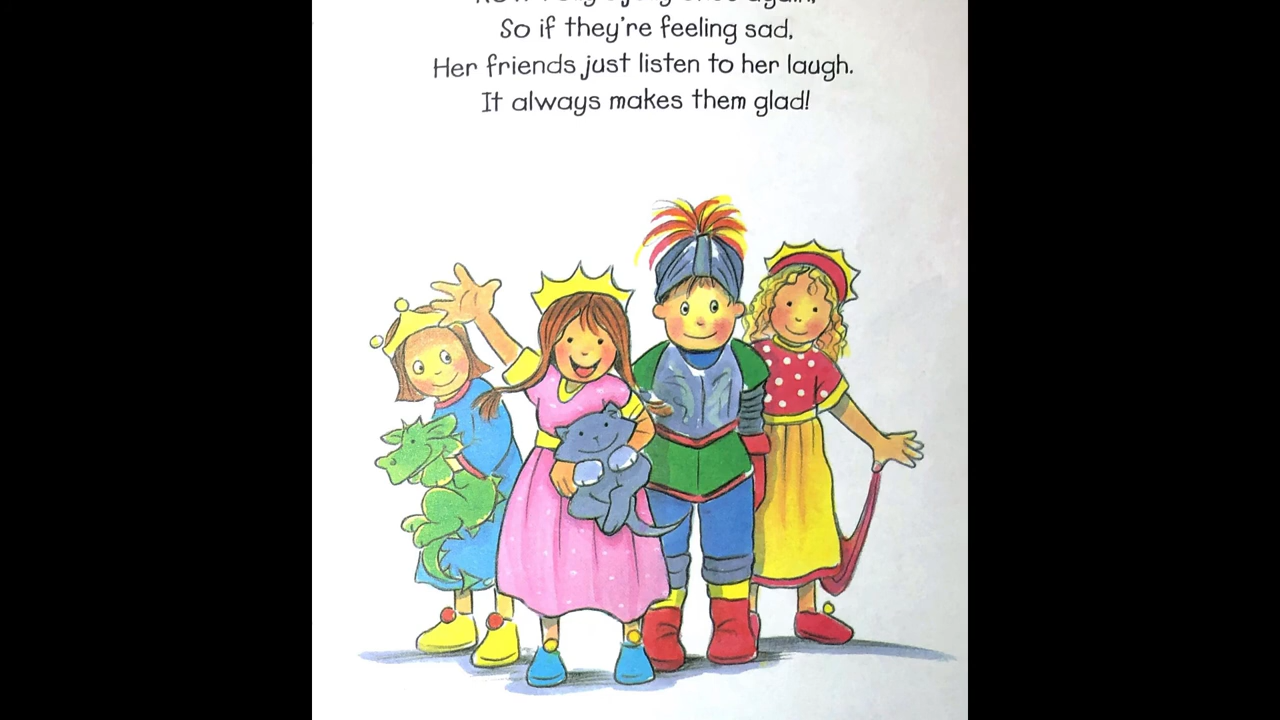 So if they're feeling sad,
Her friends just listen to her laugh.
It always makes them glad!